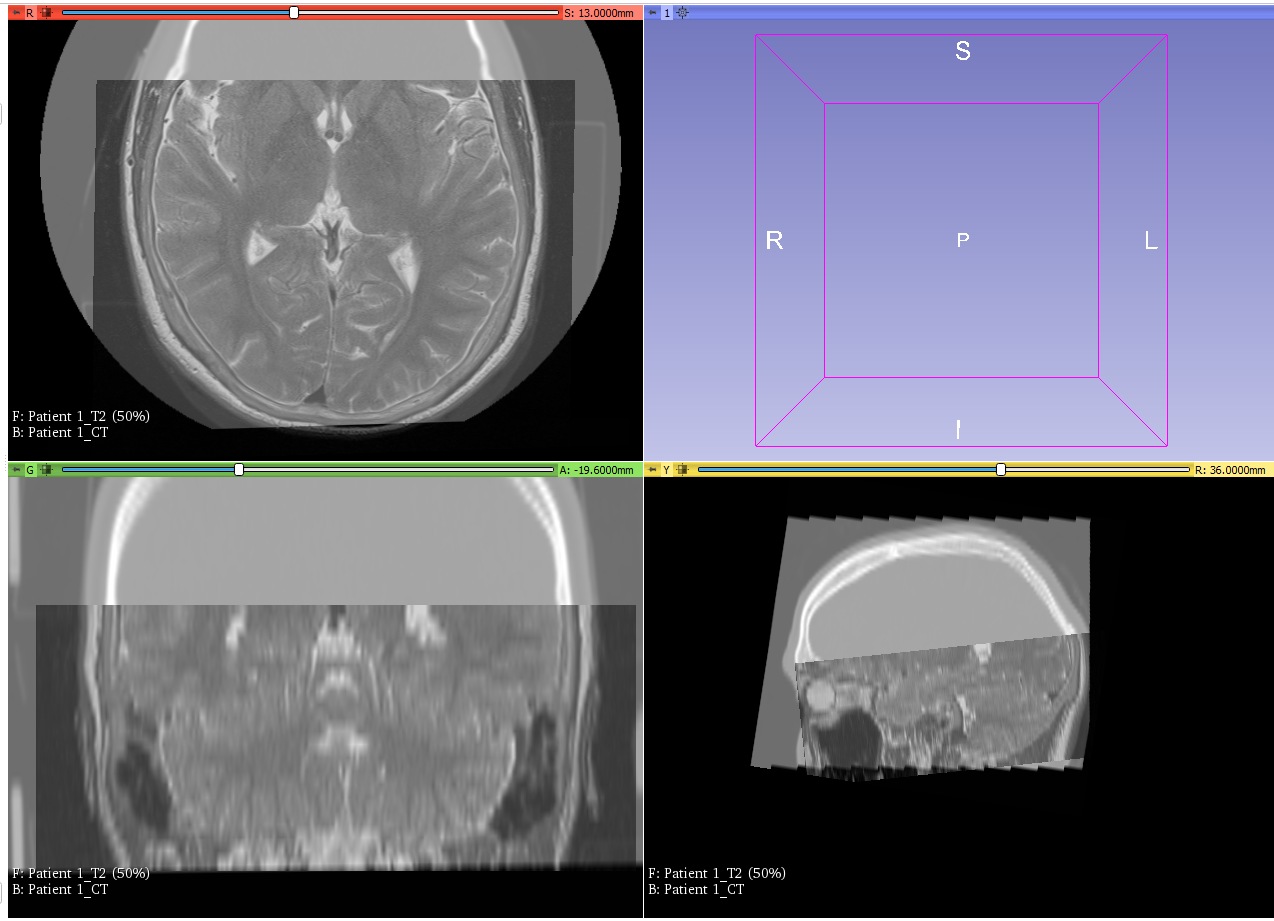 R S: 13.0000mm
F: Patient 1_T2 (50%)
B: Patient 1_CT
1
S
R P L
I
G A: -19.6000mm
F: Patient 1_T2 (50%)
B: Patient 1_CT
Y R: 36.0000mm
F: Patient 1_T2 (50%)
B: Patient 1_CT